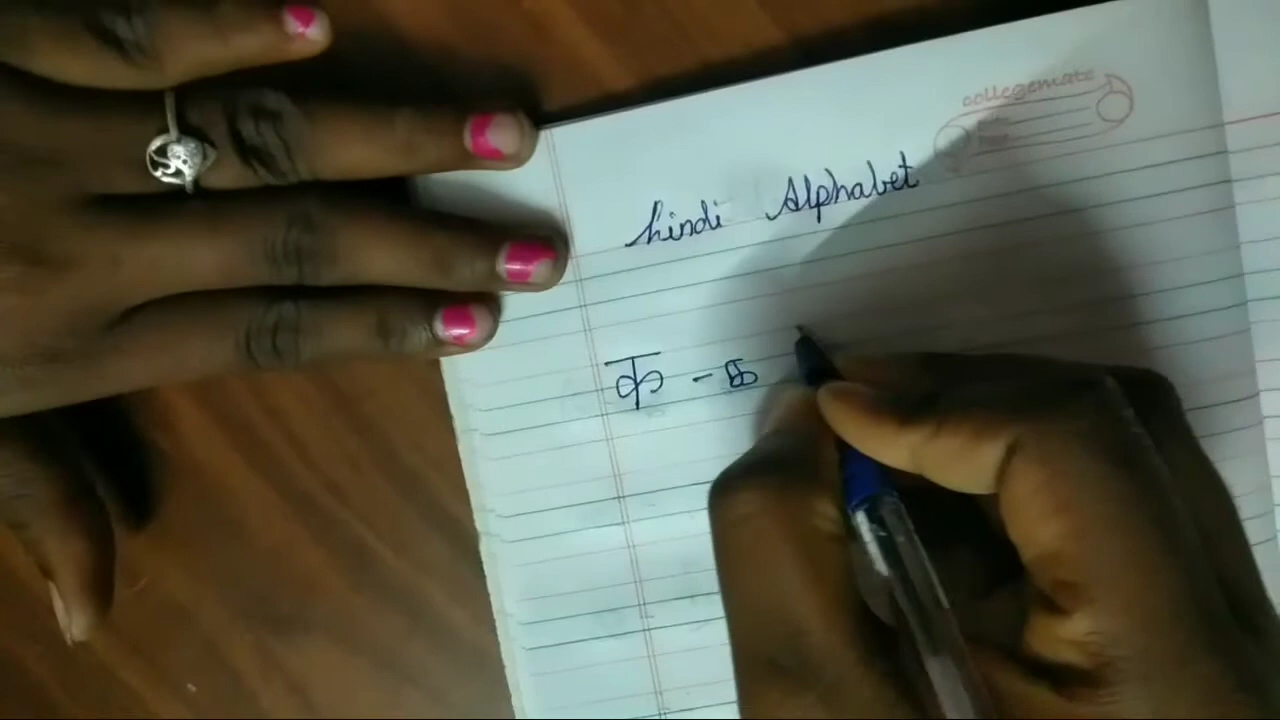 collegemate
hindi Alphabet
क - ക